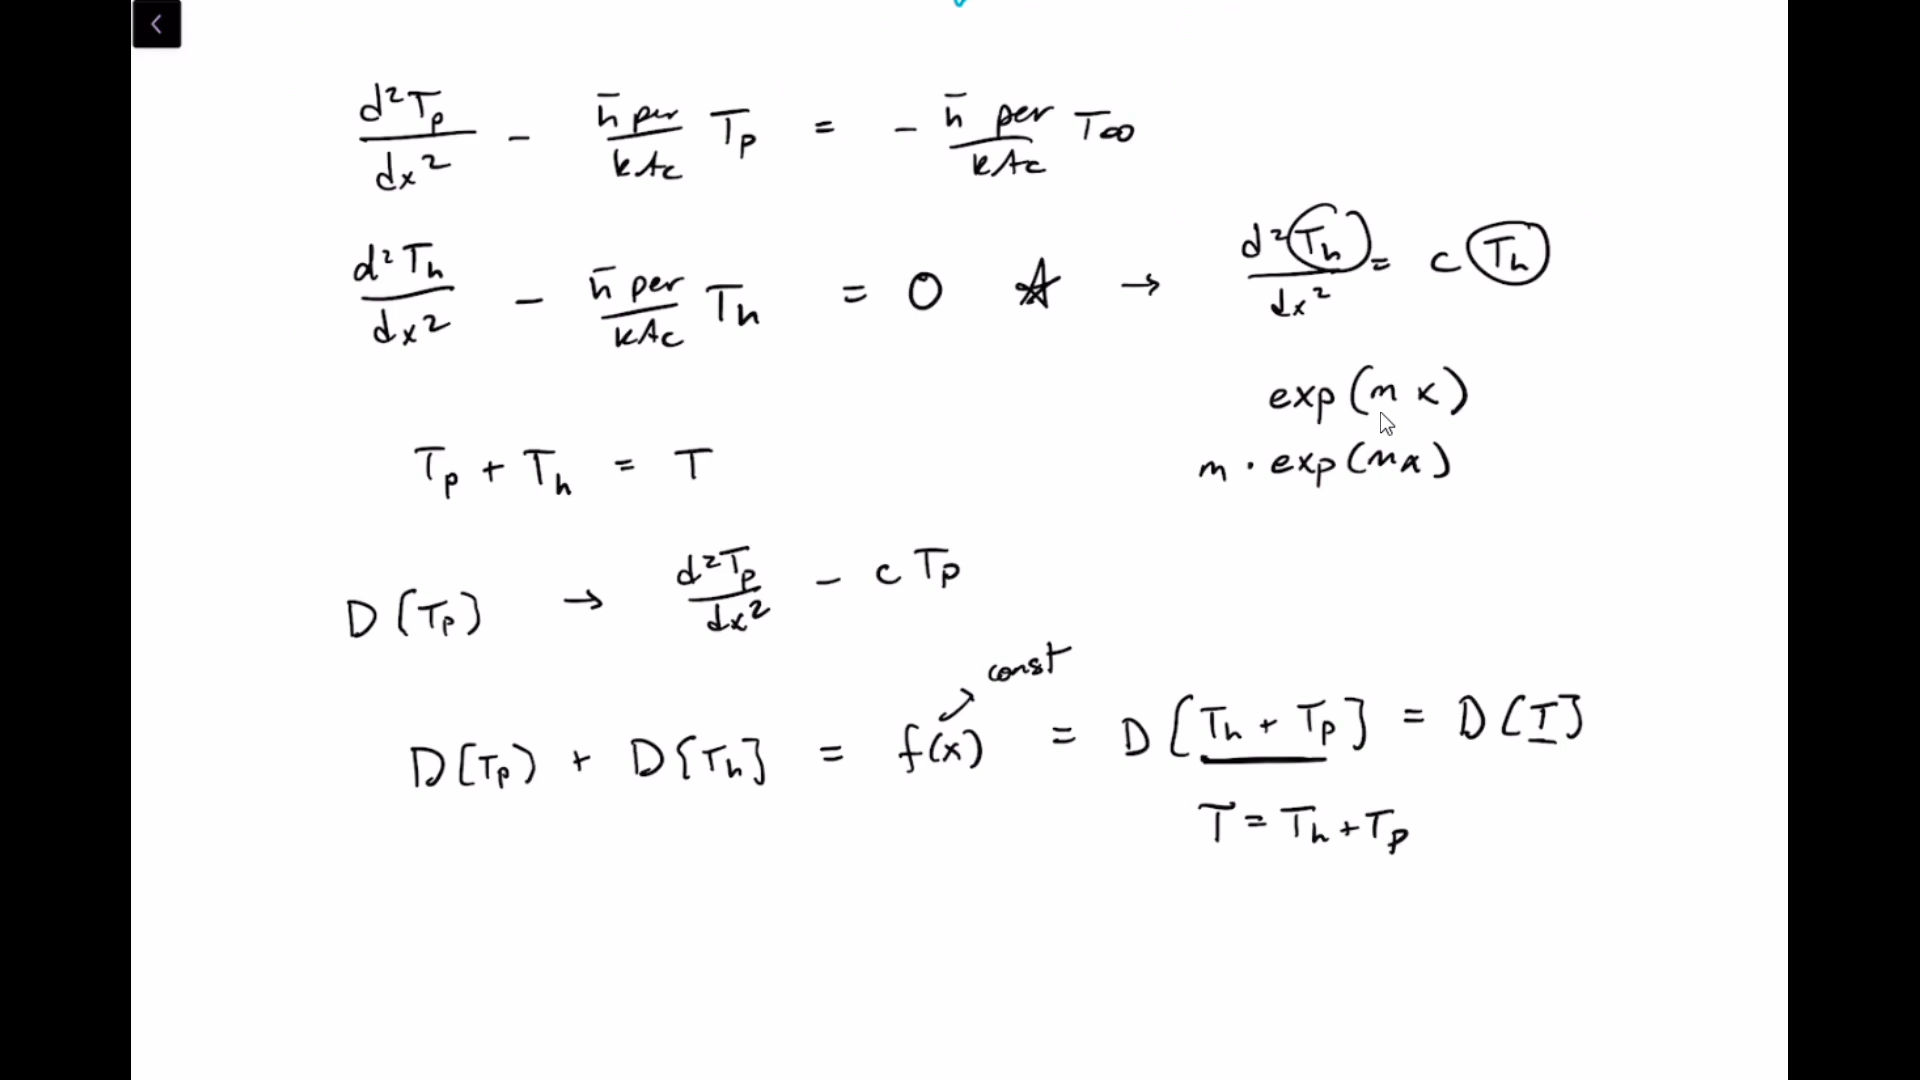 d²Tp/dx² - h̄ per/kAc Tp = - h̄ per/kAc T∞
d²Th/dx² - h̄ per/kAc Th = 0 ☆ → d²Th/dx² = c Th
exp(m x)
m · exp(mx)
Tp + Th = T
D[Tp] → d²Tp/dx² - c Tp
const
D[Tp] + D[Th] = f(x) = D[Th + Tp] = D[T]
T = Th + Tp